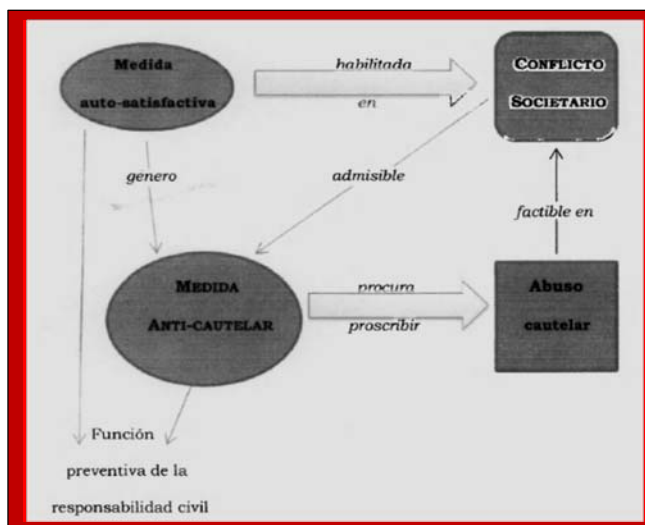 Medida
auto-satisfactiva
habilitada
en
CONFLICTO
SOCIETARIO
género
admisible
factible en
MEDIDA
ANTI-CAUTELAR
procura
proscribir
Abuso
cautelar
Función
preventiva de la
responsabilidad civil